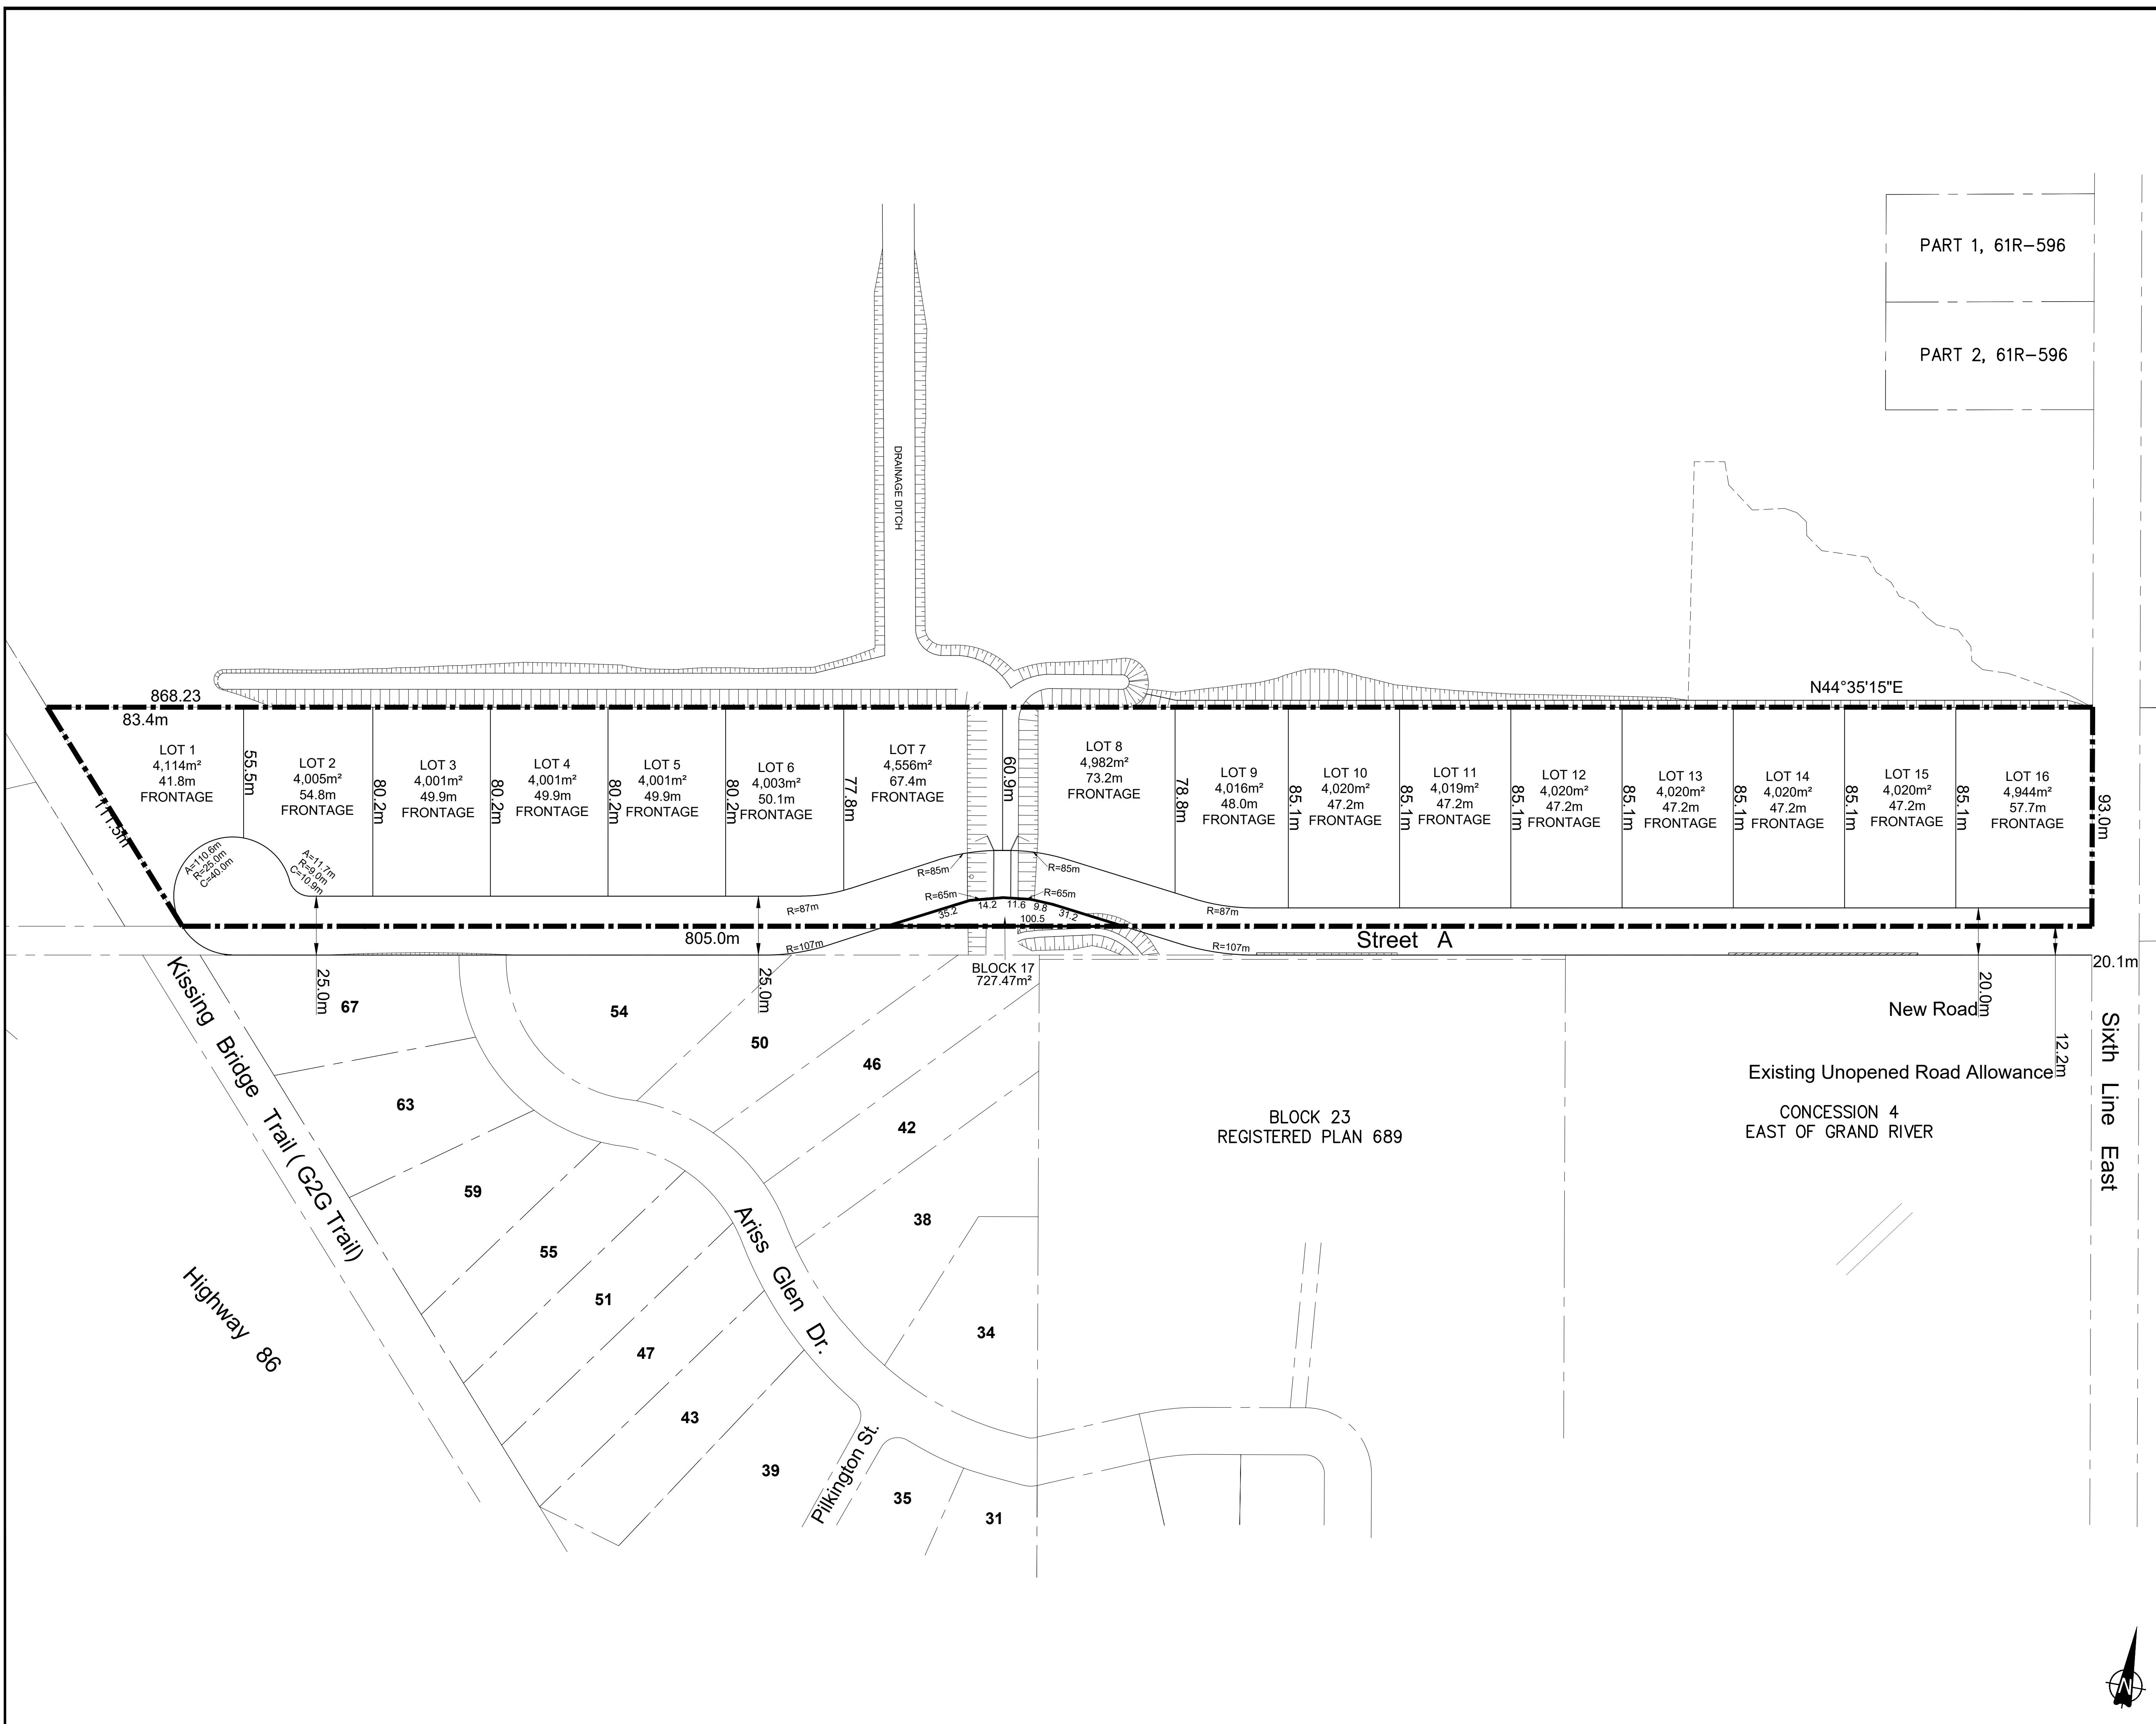 PART 1, 61R-596
PART 2, 61R-596
DRAINAGE DITCH
868.23
N44°35'15"E
83.4m
LOT 1
4,114m²
41.8m
FRONTAGE
55.5m
LOT 2
4,005m²
54.8m
FRONTAGE
80.2m
LOT 3
4,001m²
49.9m
FRONTAGE
80.2m
LOT 4
4,001m²
49.9m
FRONTAGE
80.2m
LOT 5
4,001m²
49.9m
FRONTAGE
80.2m
LOT 6
4,003m²
50.1m
FRONTAGE
77.8m
LOT 7
4,556m²
67.4m
FRONTAGE
60.9m
LOT 8
4,982m²
73.2m
FRONTAGE
78.8m
LOT 9
4,016m²
48.0m
FRONTAGE
85.1m
LOT 10
4,020m²
47.2m
FRONTAGE
85.1m
LOT 11
4,019m²
47.2m
FRONTAGE
85.1m
LOT 12
4,020m²
47.2m
FRONTAGE
85.1m
LOT 13
4,020m²
47.2m
FRONTAGE
85.1m
LOT 14
4,020m²
47.2m
FRONTAGE
85.1m
LOT 15
4,020m²
47.2m
FRONTAGE
85.1m
LOT 16
4,944m²
57.7m
FRONTAGE
93.0m
111.5m
A=110.6m
R=25.0m
C=40.0m
A=11.7m
R=9.0m
C=10.9m
R=85m
R=85m
R=65m
R=65m
R=87m
R=87m
35.2
14.2
11.6
9.8
31.2
100.5
805.0m
R=107m
R=107m
Street A
BLOCK 17
727.47m²
20.1m
25.0m
25.0m
20.0m
New Road
12.2m
Existing Unopened Road Allowance
CONCESSION 4
EAST OF GRAND RIVER
BLOCK 23
REGISTERED PLAN 689
Sixth Line East
Kissing Bridge Trail ( G2G Trail)
Highway 86
Ariss Glen Dr.
Pilkington St.
67
54
50
46
63
42
59
38
55
51
34
47
43
39
35
31
N